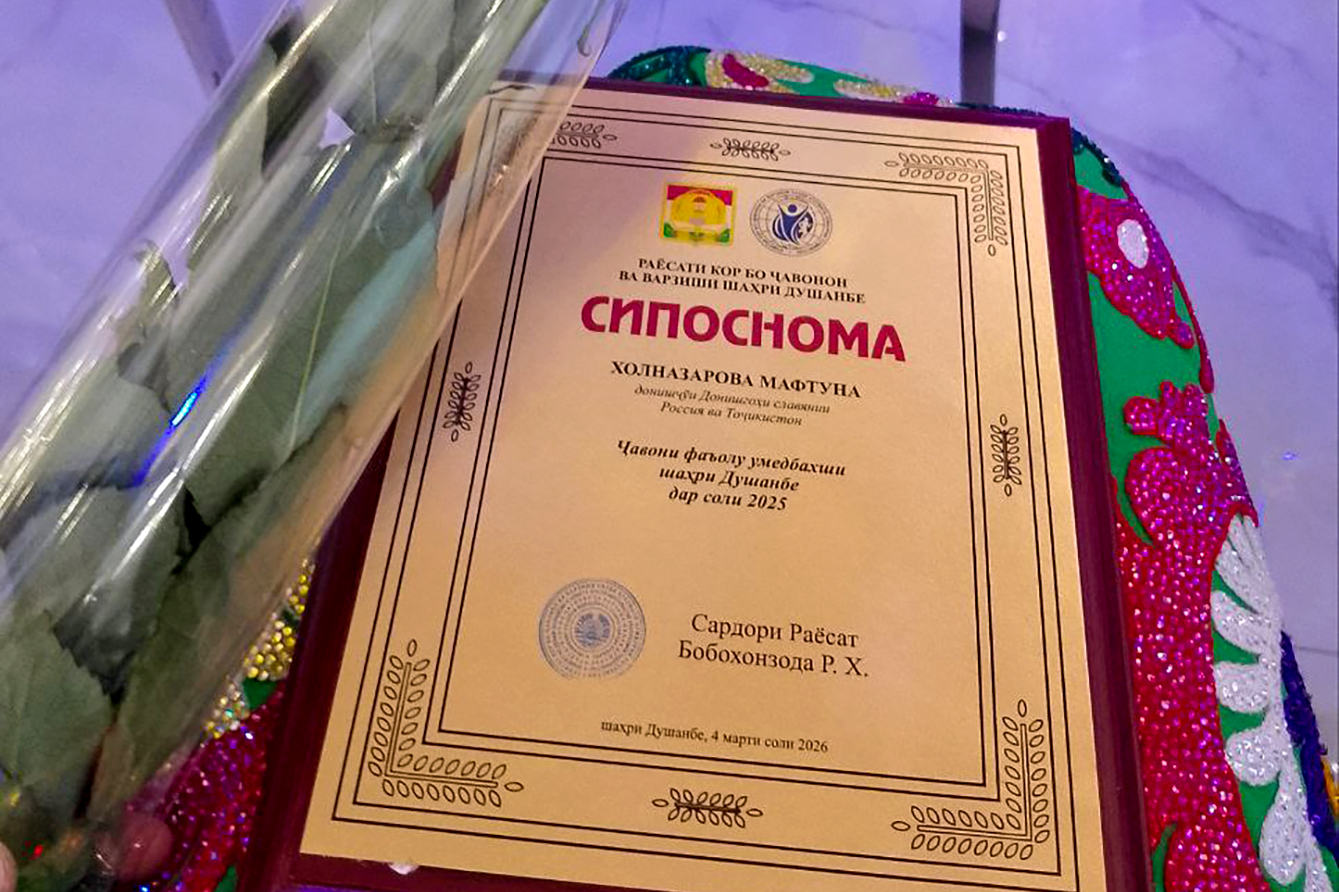 РАЁСАТИ КОР БО ҶАВОНОН
ВА ВАРЗИШИ ШАҲРИ ДУШАНБЕ
СИПОСНОМА
ХОЛНАЗАРОВА МАФТУНА
донишҷӯи Донишгоҳи славянии
Россия ва Тоҷикистон
Ҷавони фаъолу умедбахши
шаҳри Душанбе
дар соли 2025
Сардори Раёсат
Бобохонзода Р. Х.
шаҳри Душанбе, 4 марти соли 2026